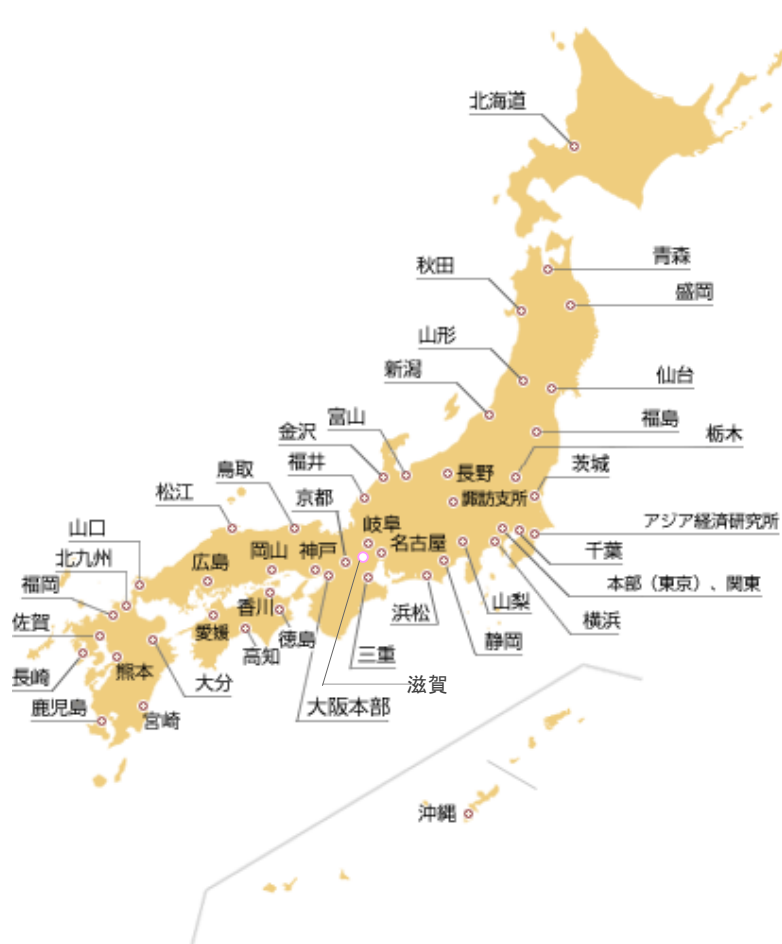 北海道
青森
秋田
盛岡
山形
新潟
仙台
富山
福島
金沢
栃木
福井
長野
茨城
鳥取
松江
京都
諏訪支所
アジア経済研究所
山口
岐阜
名古屋
千葉
北九州
広島
岡山
神戸
本部（東京）、関東
福岡
山梨
香川
浜松
横浜
佐賀
愛媛
徳島
静岡
高知
三重
熊本
長崎
大分
滋賀
鹿児島
大阪本部
宮崎
沖縄